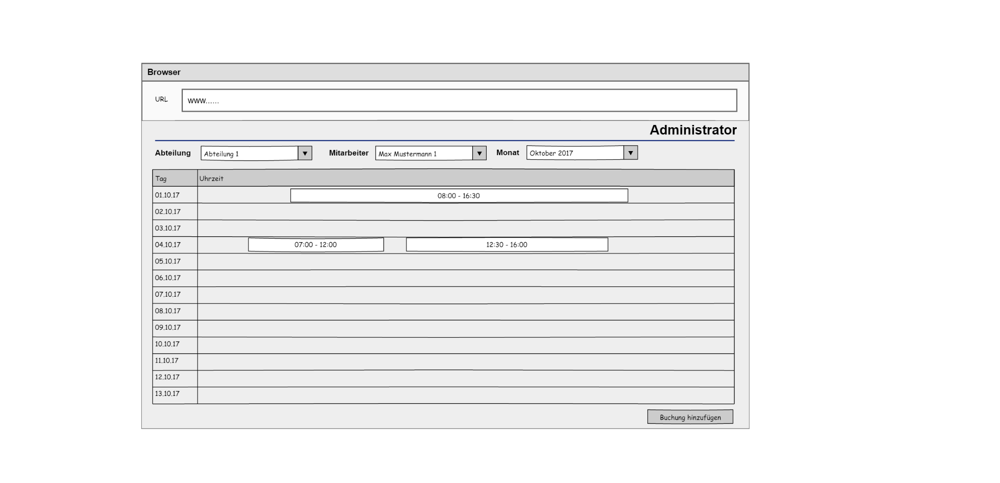 Browser
URL www......
Administrator
Abteilung Abteilung 1 Mitarbeiter Max Mustermann 1 Monat Oktober 2017
Tag Uhrzeit
01.10.17 08:00 - 16:30
02.10.17
03.10.17
04.10.17 07:00 - 12:00 12:30 - 16:00
05.10.17
06.10.17
07.10.17
08.10.17
09.10.17
10.10.17
11.10.17
12.10.17
13.10.17
Buchung hinzufügen